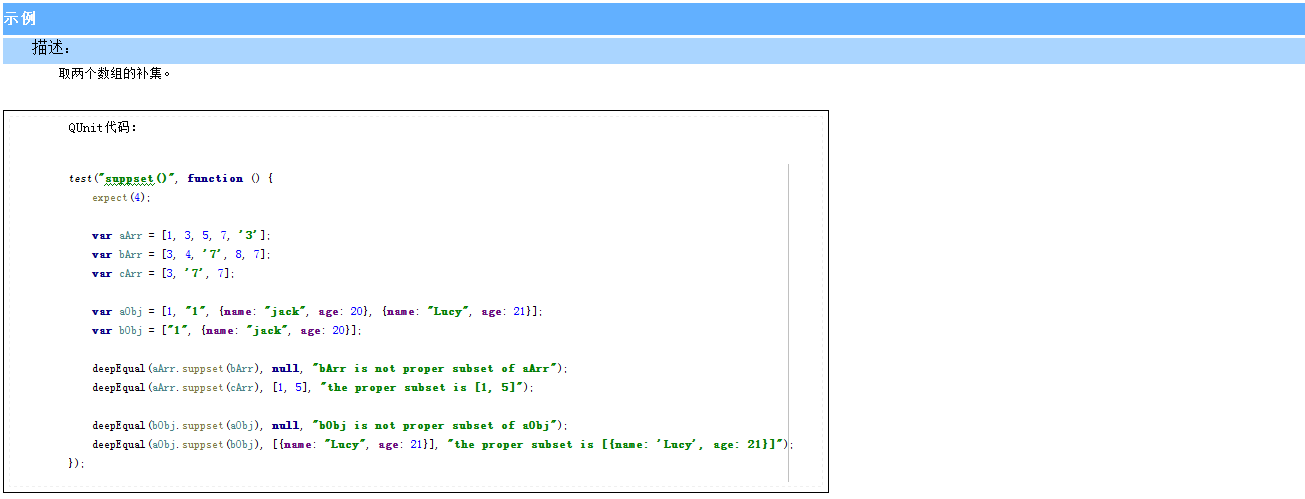 示例
描述：
取两个数组的补集。
QUnit代码：
test("suppset()", function () {
expect(4);
var aArr = [1, 3, 5, 7, '3'];
var bArr = [3, 4, '7', 8, 7];
var cArr = [3, '7', 7];
var aObj = [1, "1", {name: "jack", age: 20}, {name: "Lucy", age: 21}];
var bObj = ["1", {name: "jack", age: 20}];
deepEqual(aArr.suppset(bArr), null, "bArr is not proper subset of aArr");
deepEqual(aArr.suppset(cArr), [1, 5], "the proper subset is [1, 5]");
deepEqual(bObj.suppset(aObj), null, "bObj is not proper subset of aObj");
deepEqual(aObj.suppset(bObj), [{name: "Lucy", age: 21}], "the proper subset is [{name: 'Lucy', age: 21}]");
});